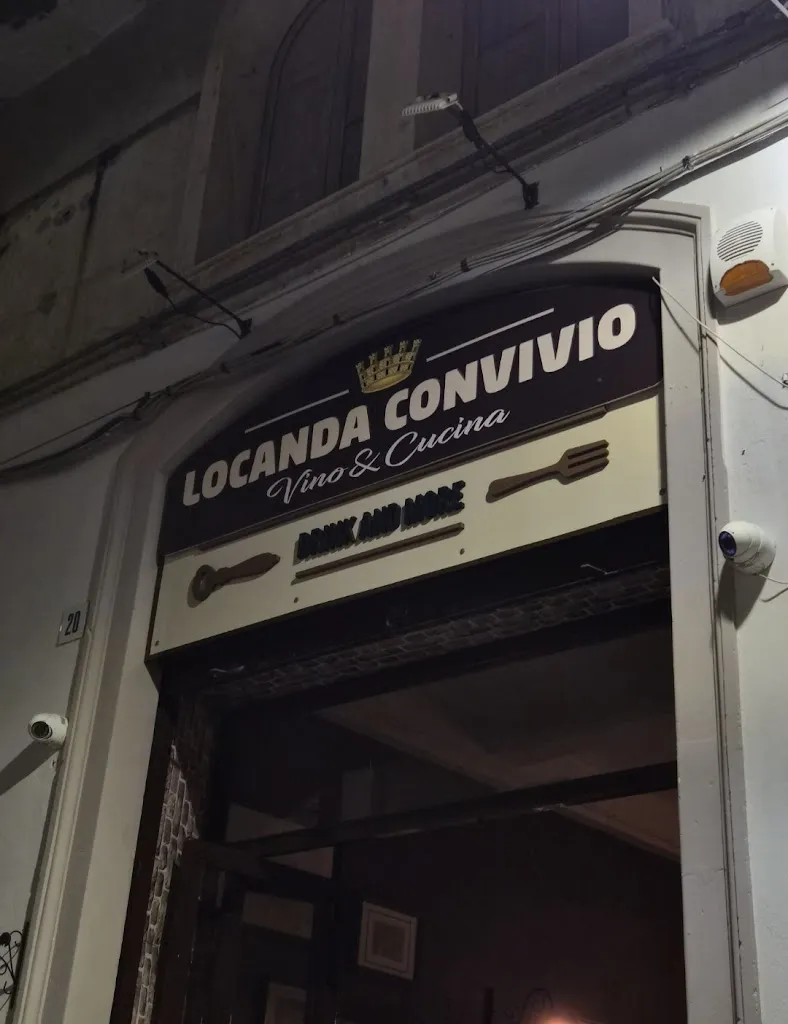 LOCANDA CONVIVIO
Vino & Cucina
DRINK AND MORE
20